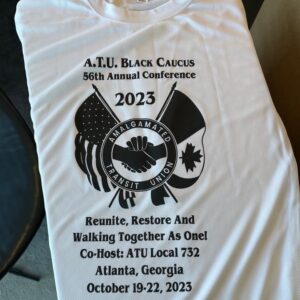 A.T.U. BLACK CAUCUS
56th Annual Conference
2023
AMALGAMATED
TRANSIT UNION
Reunite, Restore And
Walking Together As One!
Co-Host: ATU Local 732
Atlanta, Georgia
October 19-22, 2023